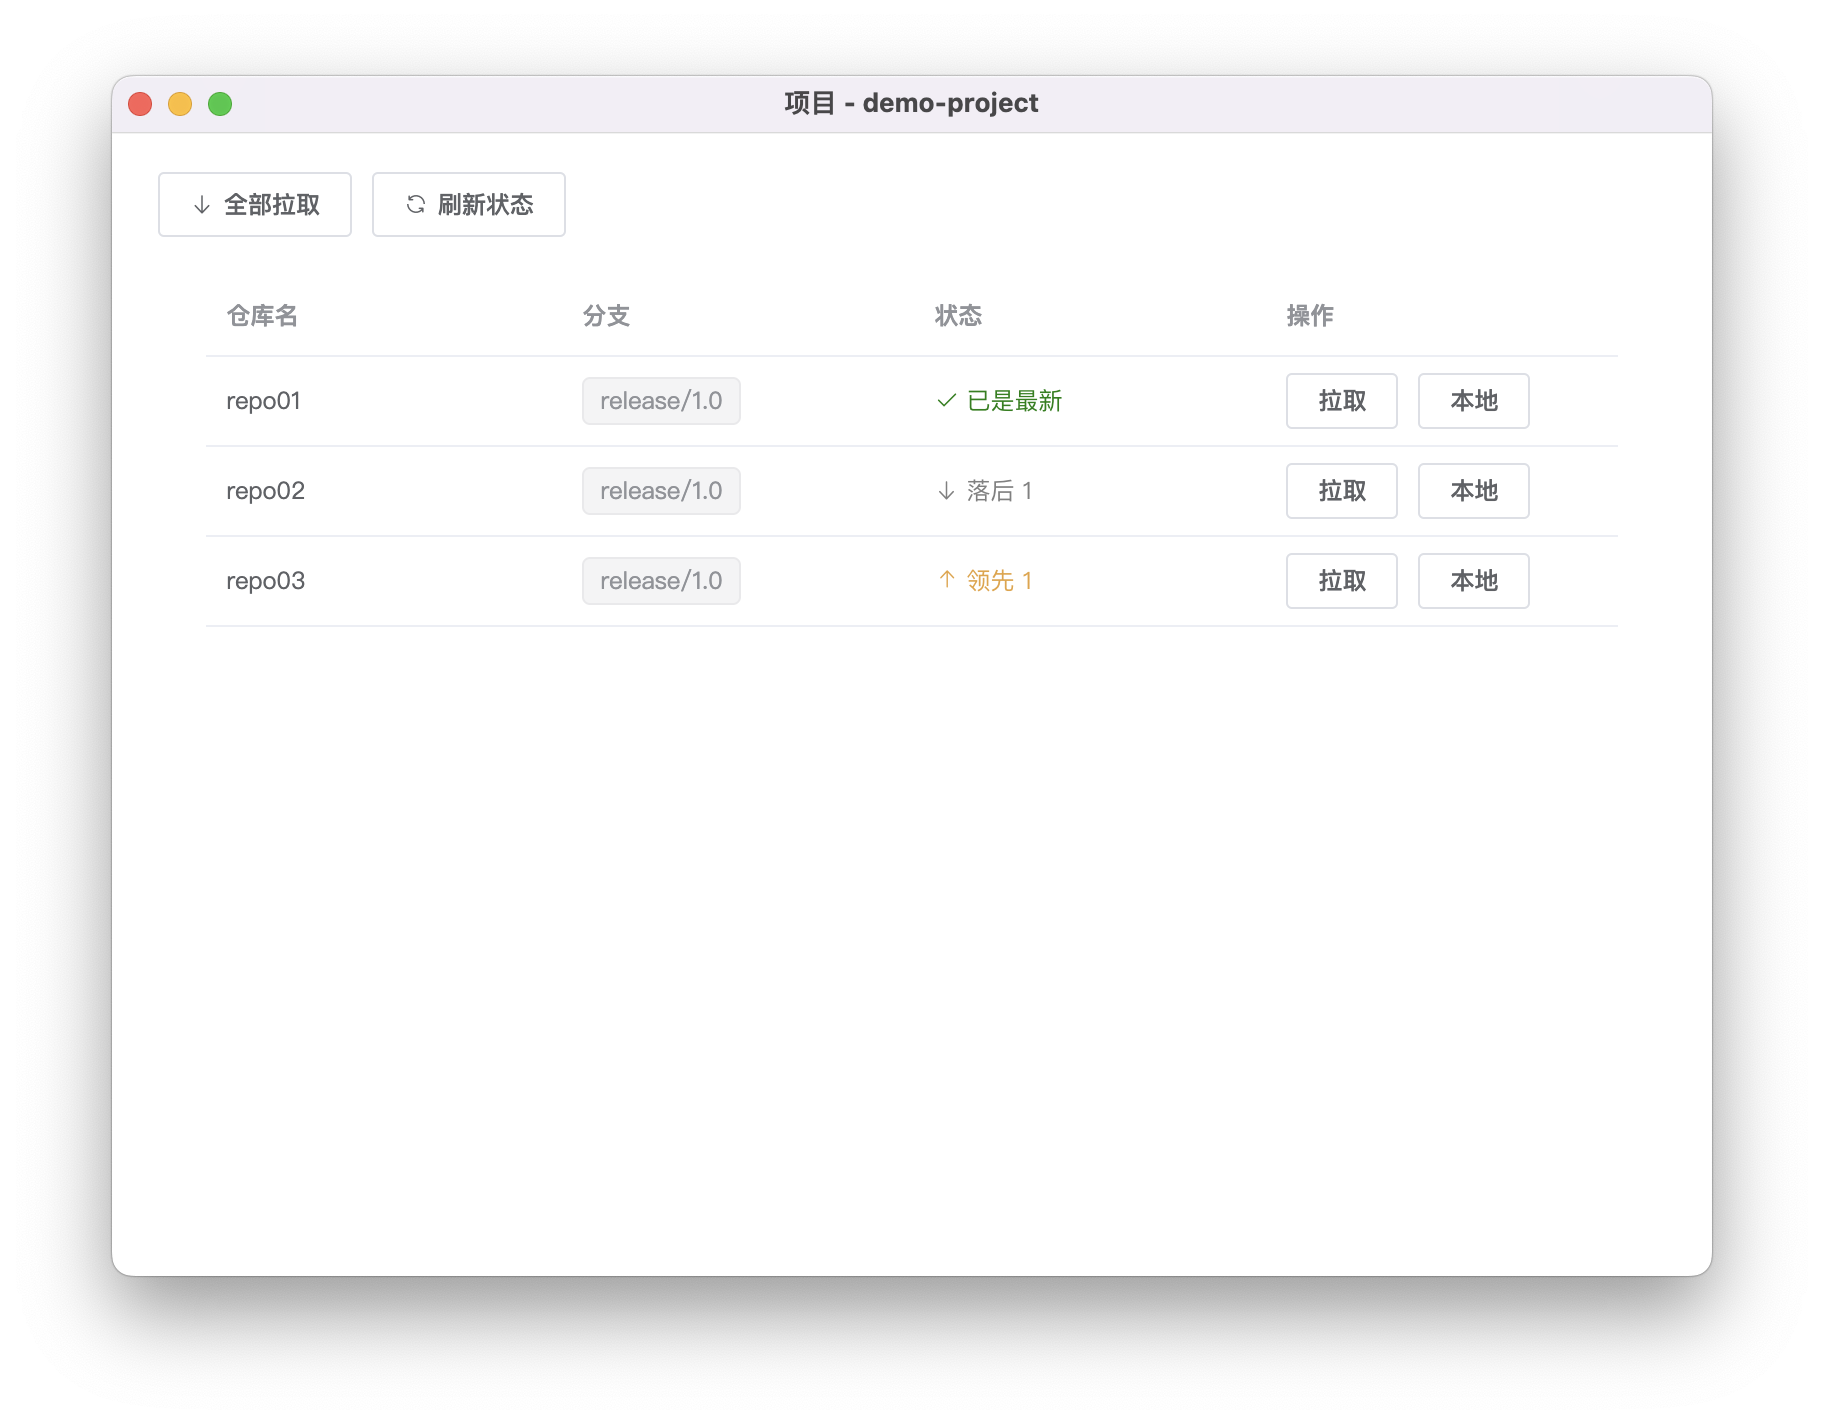 项目 - demo-project
全部拉取 刷新状态
仓库名 分支 状态 操作
repo01 release/1.0 已是最新 拉取 本地
repo02 release/1.0 落后 1 拉取 本地
repo03 release/1.0 领先 1 拉取 本地